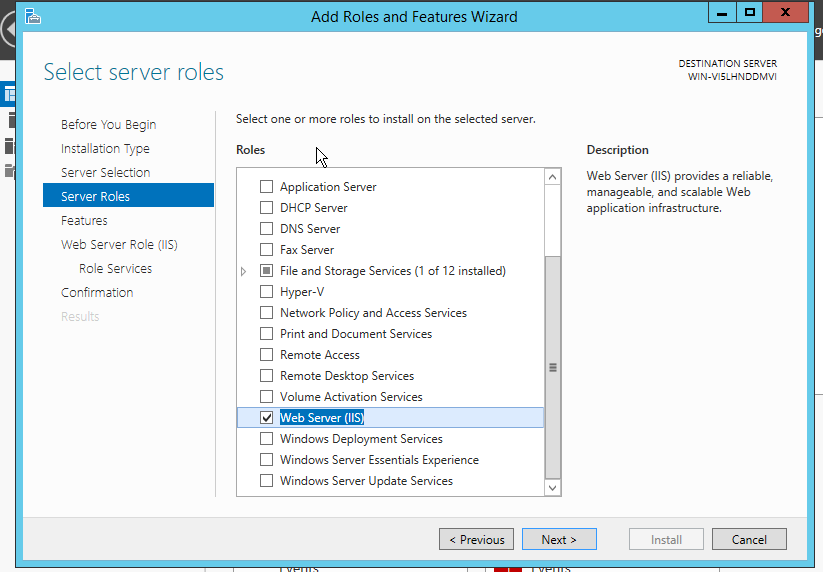 Add Roles and Features Wizard
X
Select server roles
DESTINATION SERVER
WIN-VI5LHNDDMVI
Before You Begin
Installation Type
Server Selection
Server Roles
Features
Web Server Role (IIS)
Role Services
Confirmation
Results
Select one or more roles to install on the selected server.
Roles
Application Server
DHCP Server
DNS Server
Fax Server
File and Storage Services (1 of 12 installed)
Hyper-V
Network Policy and Access Services
Print and Document Services
Remote Access
Remote Desktop Services
Volume Activation Services
Web Server (IIS)
Windows Deployment Services
Windows Server Essentials Experience
Windows Server Update Services
Description
Web Server (IIS) provides a reliable,
manageable, and scalable Web
application infrastructure.
< Previous
Next >
Install
Cancel
Events
Events